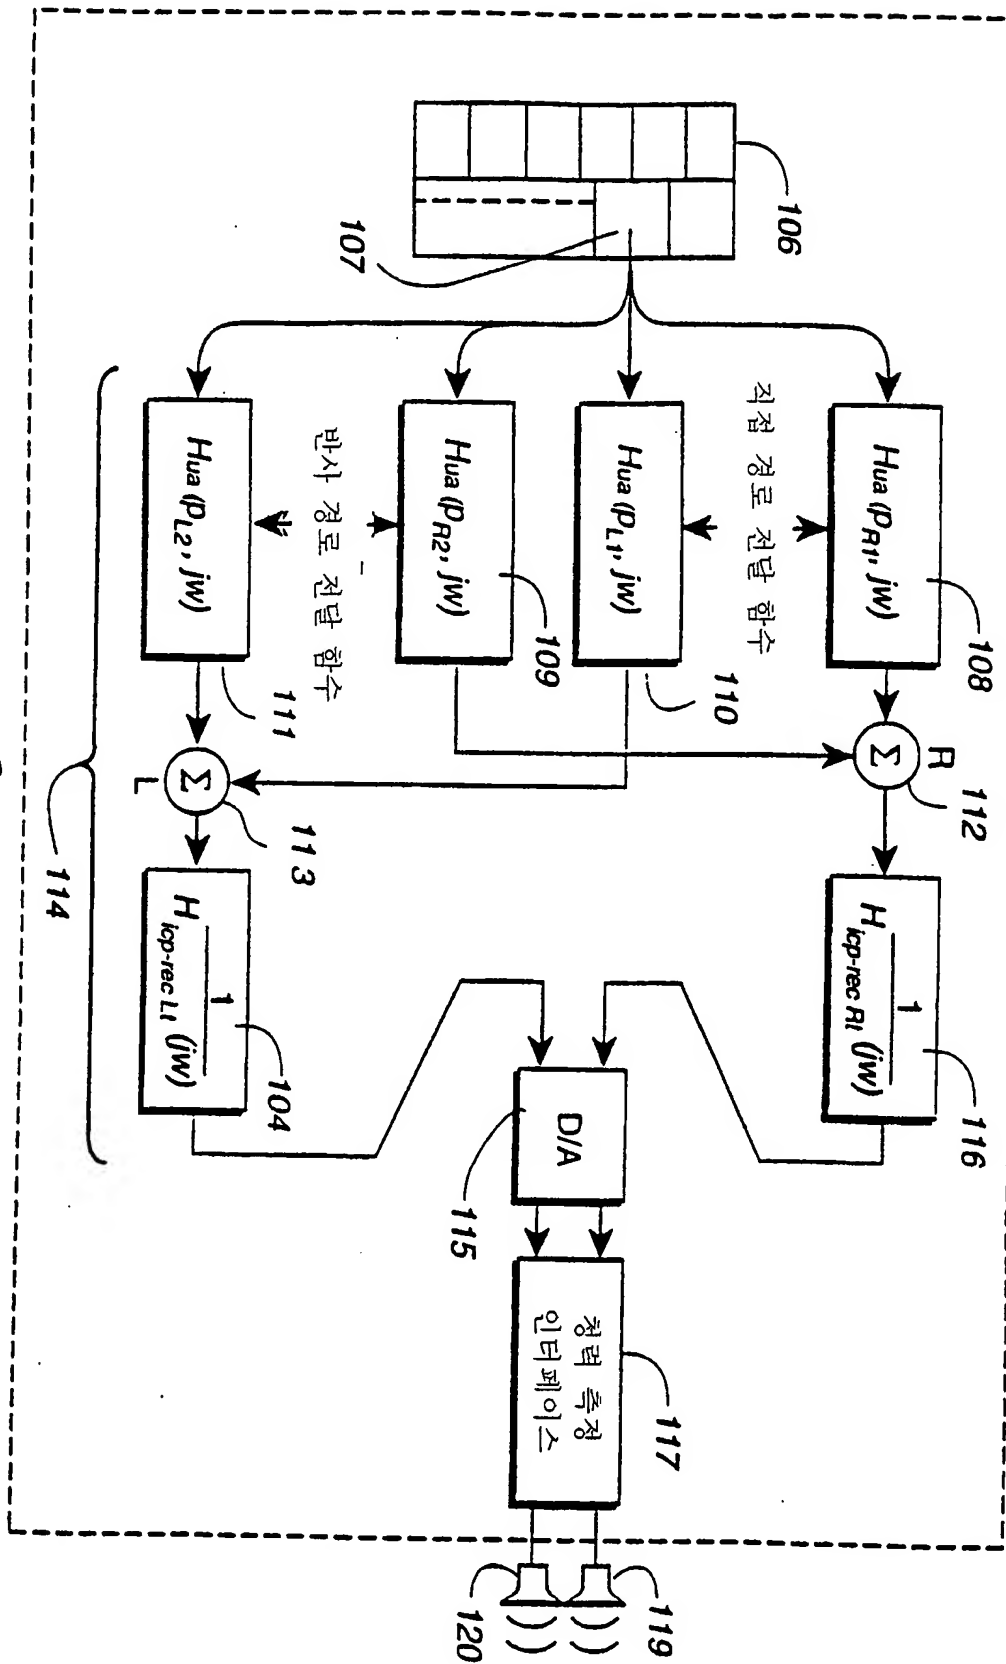 106
107
Hua (pR1, jw)
108
직접 경로 전달 함수
Hua (pL1, jw)
110
Hua (pR2, jw)
109
반사 경로 전달 함수
Hua (pL2, jw)
111
Σ
R
112
Σ
L
113
1
H icp-rec R1 (jw)
116
1
H icp-rec L1 (jw)
104
114
D/A
115
청력 측정
인터페이스
117
119
120